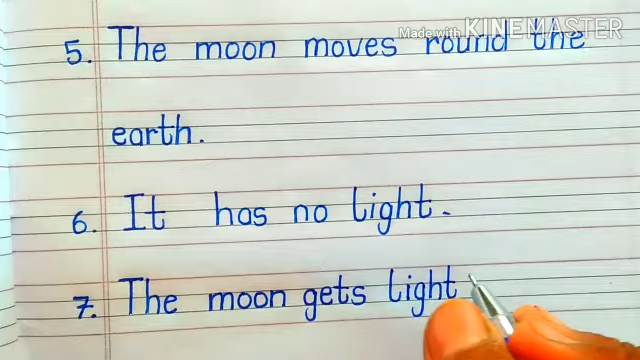 Made with KINEMASTER
5. The moon moves round the
earth.
6. It has no light.
7. The moon gets light